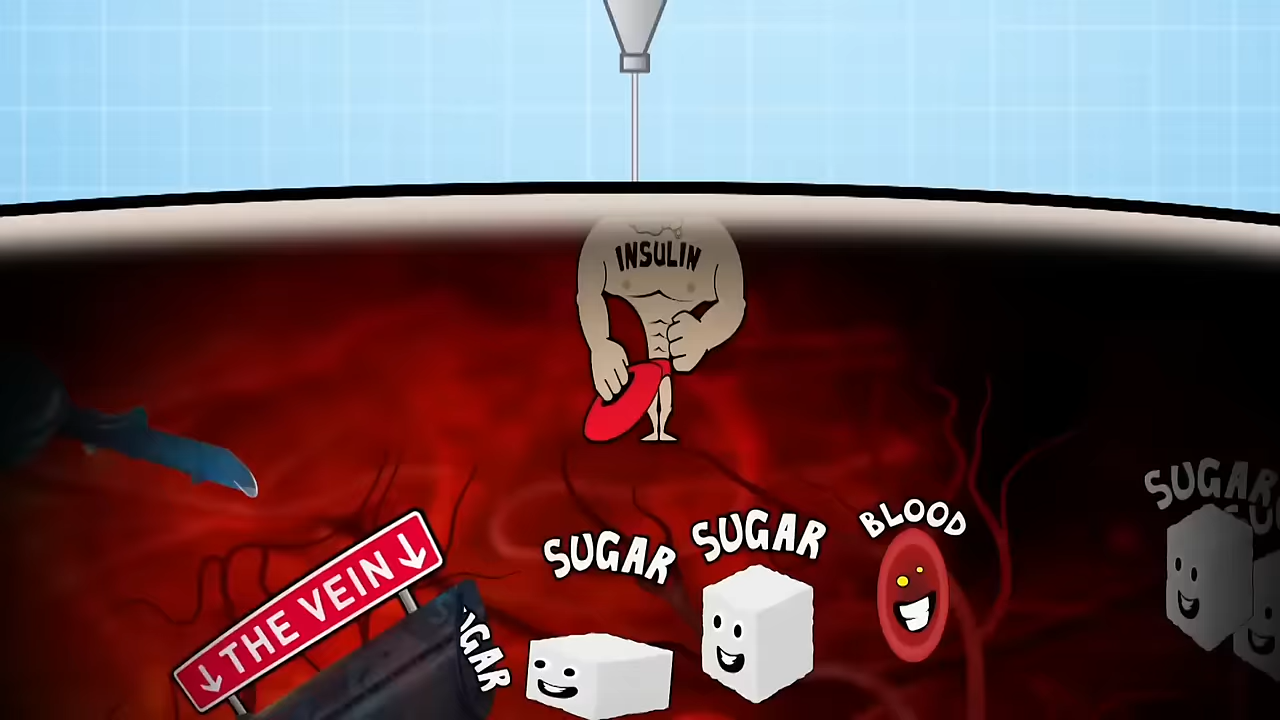 INSULIN
SUGAR
SUGAR
BLOOD
SUGAR
THE VEIN